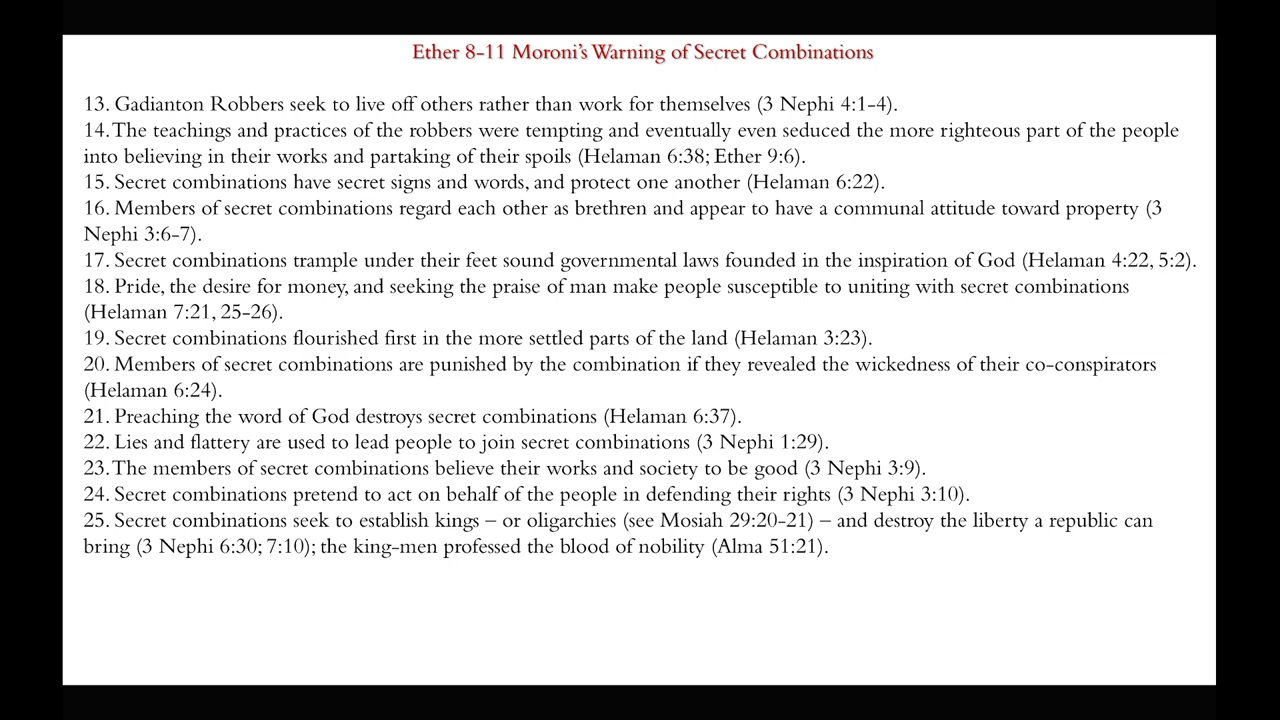 Ether 8-11 Moroni's Warning of Secret Combinations
13. Gadianton Robbers seek to live off others rather than work for themselves (3 Nephi 4:1-4).
14. The teachings and practices of the robbers were tempting and eventually even seduced the more righteous part of the people
into believing in their works and partaking of their spoils (Helaman 6:38; Ether 9:6).
15. Secret combinations have secret signs and words, and protect one another (Helaman 6:22).
16. Members of secret combinations regard each other as brethren and appear to have a communal attitude toward property (3
Nephi 3:6-7).
17. Secret combinations trample under their feet sound governmental laws founded in the inspiration of God (Helaman 4:22, 5:2).
18. Pride, the desire for money, and seeking the praise of man make people susceptible to uniting with secret combinations
(Helaman 7:21, 25-26).
19. Secret combinations flourished first in the more settled parts of the land (Helaman 3:23).
20. Members of secret combinations are punished by the combination if they revealed the wickedness of their co-conspirators
(Helaman 6:24).
21. Preaching the word of God destroys secret combinations (Helaman 6:37).
22. Lies and flattery are used to lead people to join secret combinations (3 Nephi 1:29).
23. The members of secret combinations believe their works and society to be good (3 Nephi 3:9).
24. Secret combinations pretend to act on behalf of the people in defending their rights (3 Nephi 3:10).
25. Secret combinations seek to establish kings – or oligarchies (see Mosiah 29:20-21) – and destroy the liberty a republic can
bring (3 Nephi 6:30; 7:10); the king-men professed the blood of nobility (Alma 51:21).